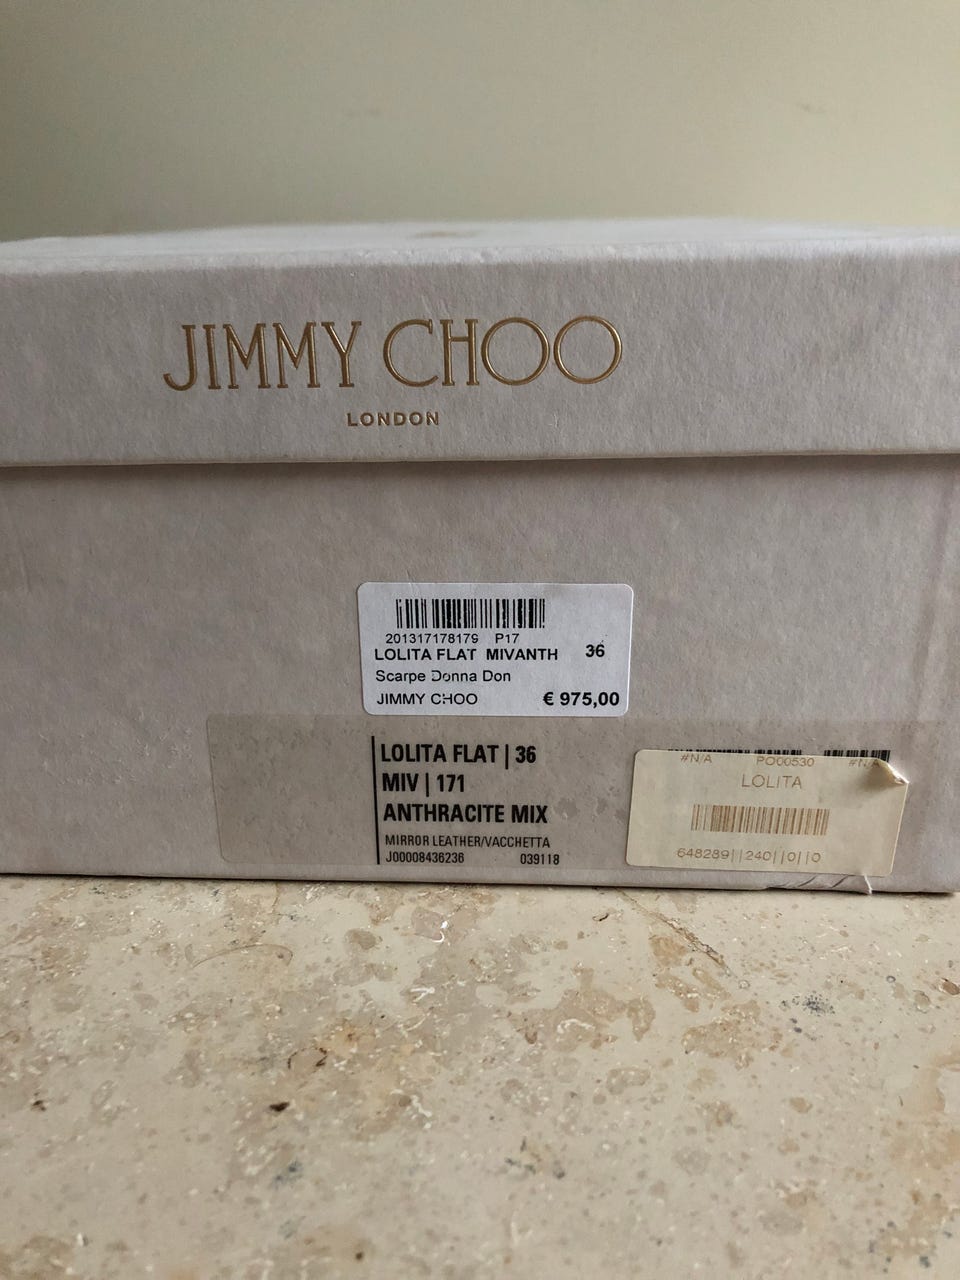 JIMMY CHOO
LONDON
201317178179 P17
LOLITA FLAT MIVANTH 36
Scarpe Donna Don
JIMMY CHOO € 975,00
LOLITA FLAT | 36
MIV | 171
ANTHRACITE MIX
MIRROR LEATHER/VACCHETTA
J00008436236 039118
#N/A PO00530 #N/A
LOLITA
648289||240||0||0